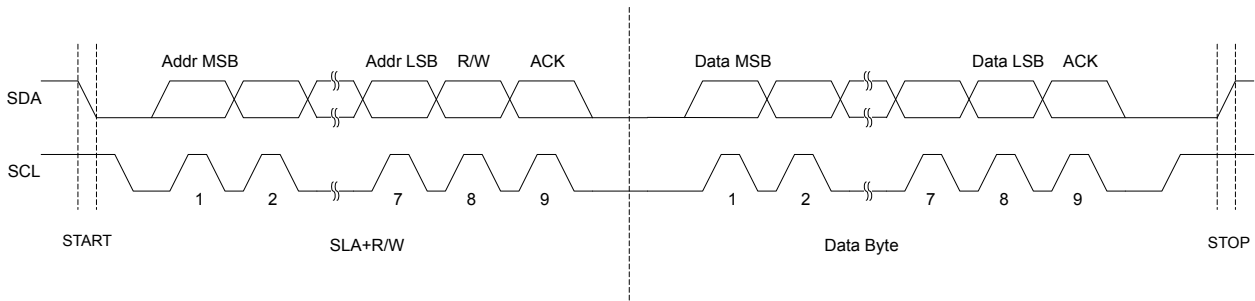 Addr MSB Addr LSB R/W ACK Data MSB Data LSB ACK
SDA
SCL
1 2 7 8 9 1 2 7 8 9
START SLA+R/W Data Byte STOP